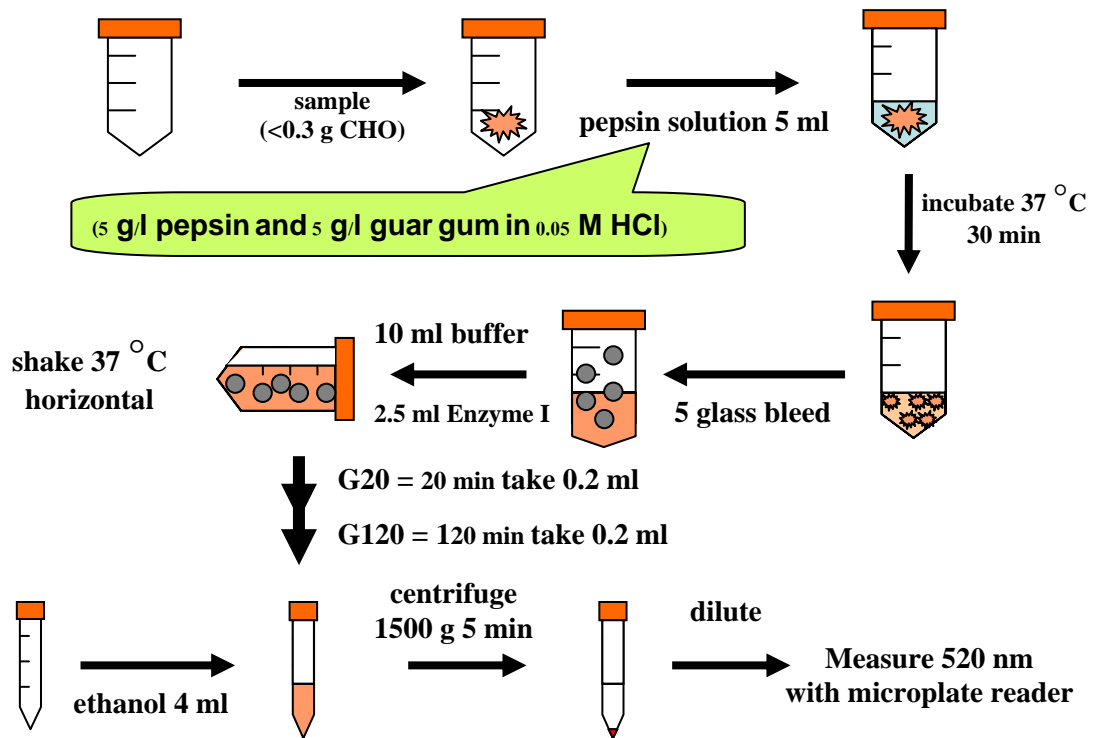 sample
(<0.3 g CHO)
pepsin solution 5 ml
(5 g/l pepsin and 5 g/l guar gum in 0.05 M HCl)
incubate 37 °C
30 min
5 glass bleed
10 ml buffer
2.5 ml Enzyme I
shake 37 °C
horizontal
G20 = 20 min take 0.2 ml
G120 = 120 min take 0.2 ml
ethanol 4 ml
centrifuge
1500 g 5 min
dilute
Measure 520 nm
with microplate reader